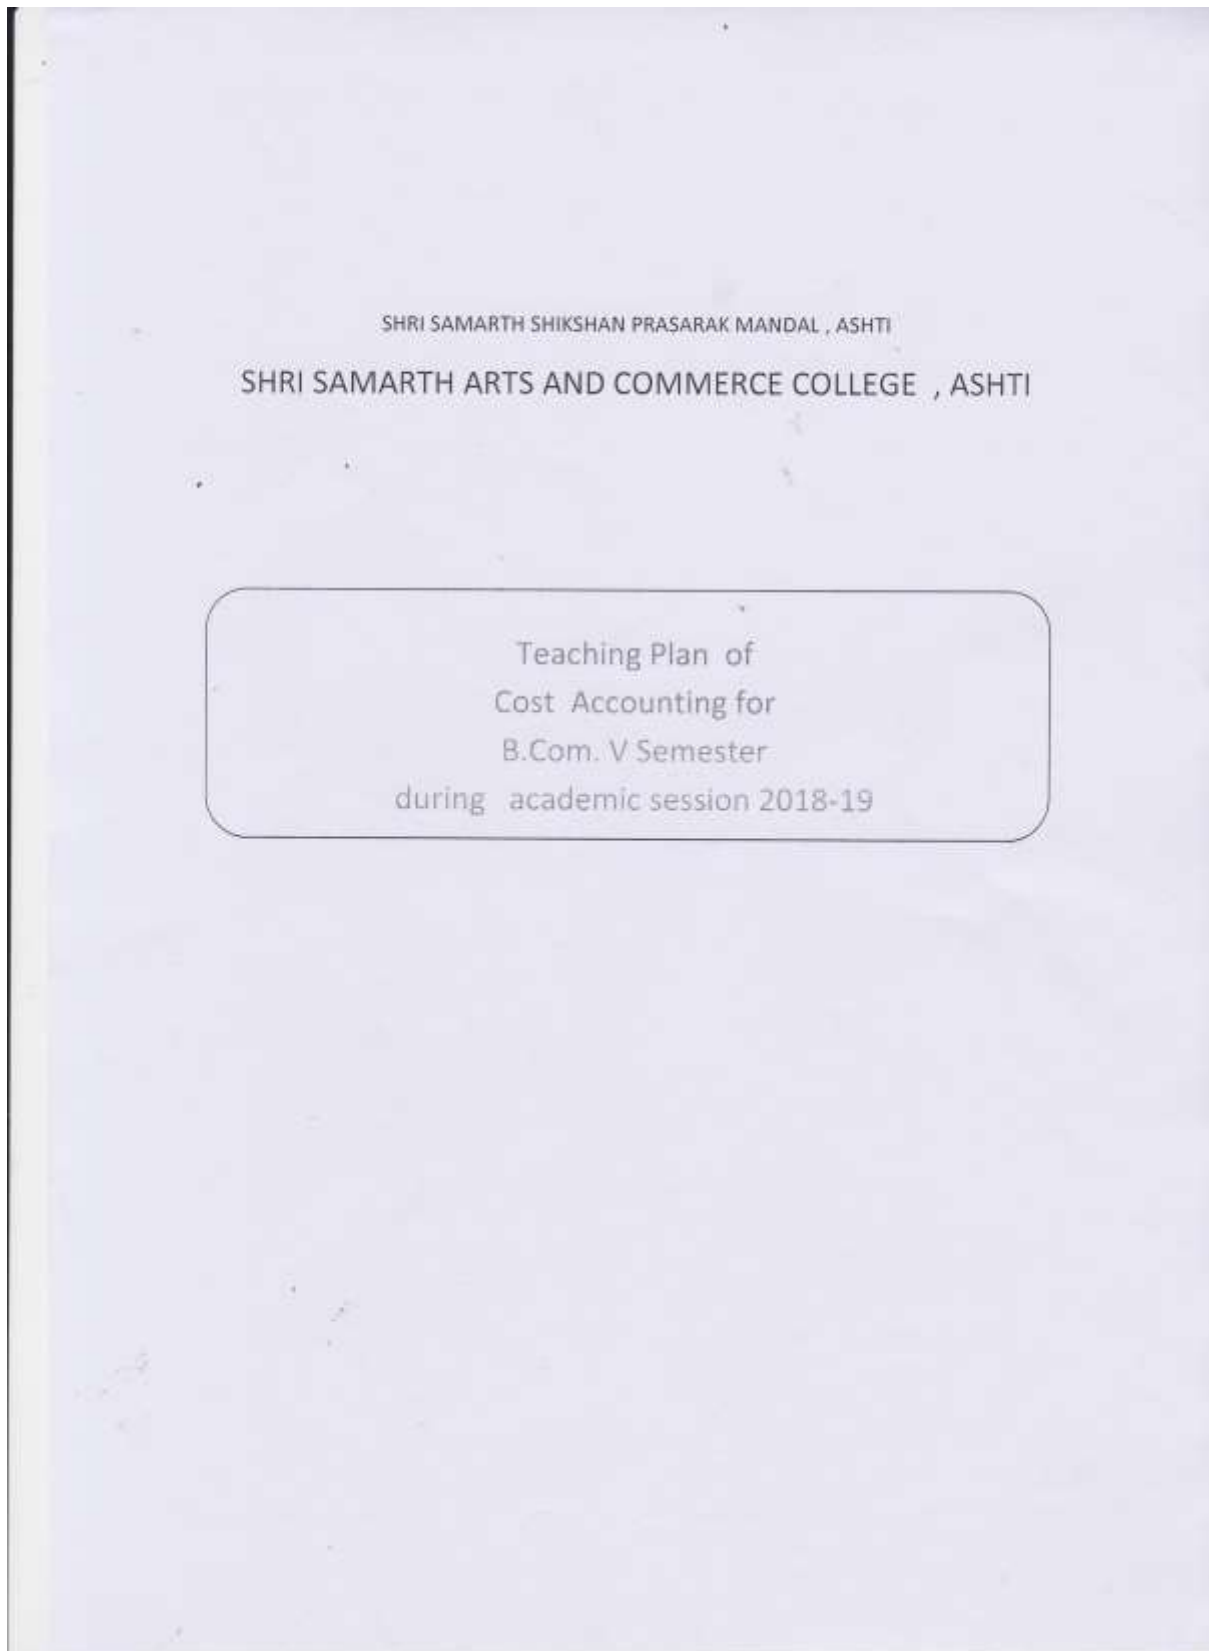 SHRI SAMARTH SHIKSHAN PRASARAK MANDAL , ASHTI
SHRI SAMARTH ARTS AND COMMERCE COLLEGE , ASHTI
Teaching Plan of
Cost Accounting for
B.Com. V Semester
during academic session 2018-19